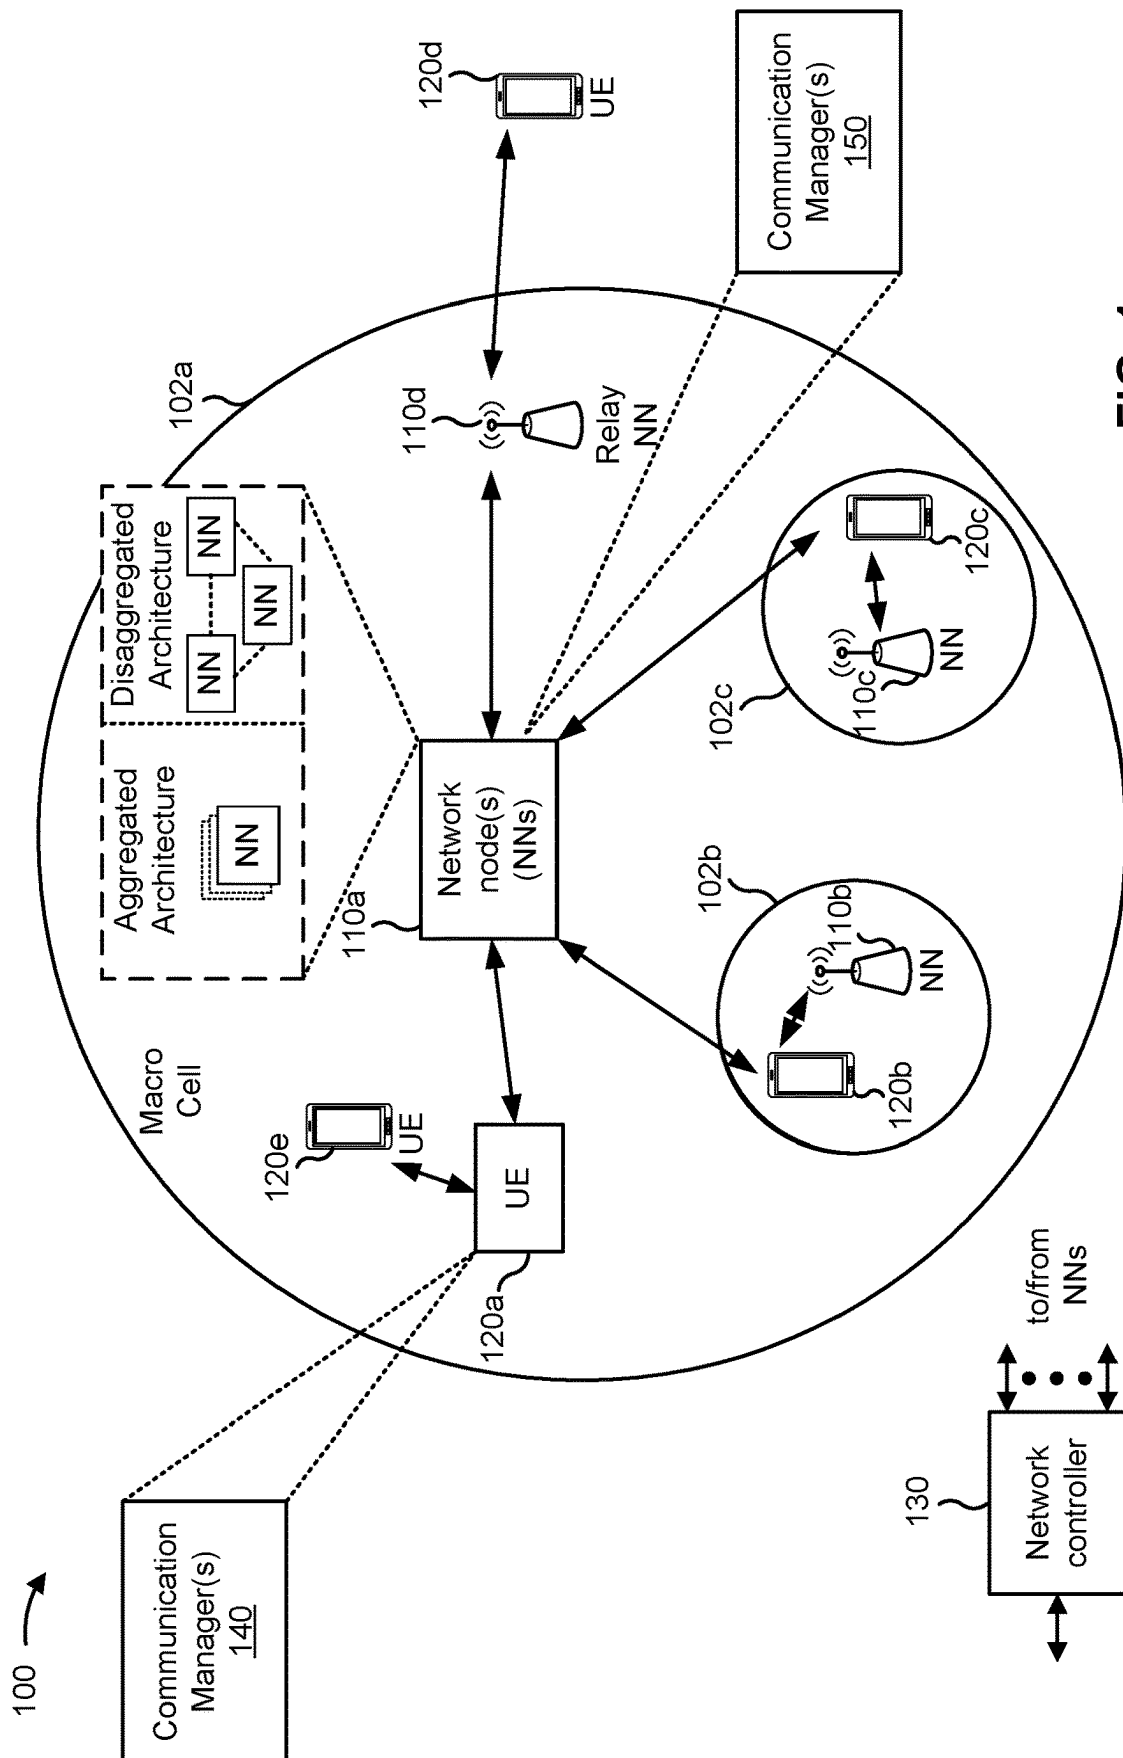 100
Macro
Cell
Aggregated
Architecture
NN
Disaggregated
Architecture
NN
NN
NN
102a
Communication
Manager(s)
140
120e
UE
110a
Network
node(s)
(NNs)
110d
Relay
NN
120d
UE
120a
UE
102b
120b
110b
NN
102c
110c
NN
120c
Communication
Manager(s)
150
130
Network
controller
to/from
NNs
FIG